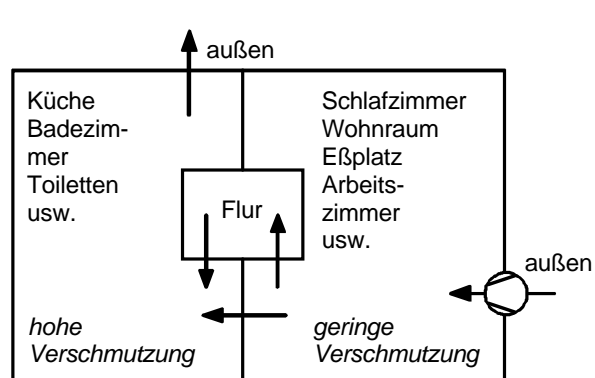 außen
Küche
Badezim-
mer
Toiletten
usw.
Schlafzimmer
Wohnraum
Eßplatz
Arbeits-
zimmer
usw.
Flur
außen
hohe
Verschmutzung
geringe
Verschmutzung